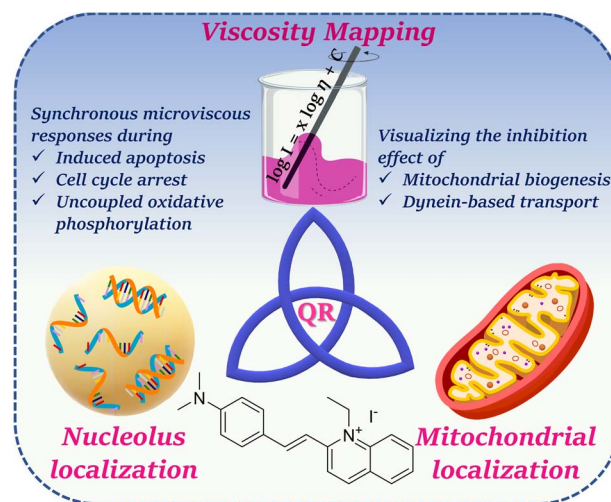 Viscosity Mapping
log I = x log η + C
Synchronous microviscous
responses during
✓ Induced apoptosis
✓ Cell cycle arrest
✓ Uncoupled oxidative
phosphorylation
Visualizing the inhibition
effect of
✓ Mitochondrial biogenesis
✓ Dynein-based transport
QR
N
N+
I-
Nucleolus
localization
Mitochondrial
localization